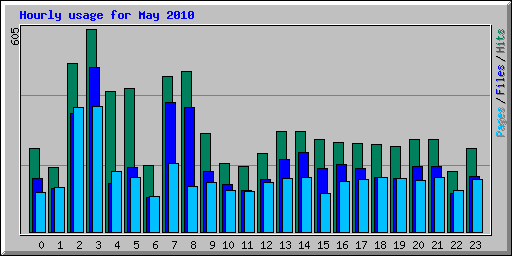 Hourly usage for May 2010
605
Pages / Files / Hits
0 1 2 3 4 5 6 7 8 9 10 11 12 13 14 15 16 17 18 19 20 21 22 23